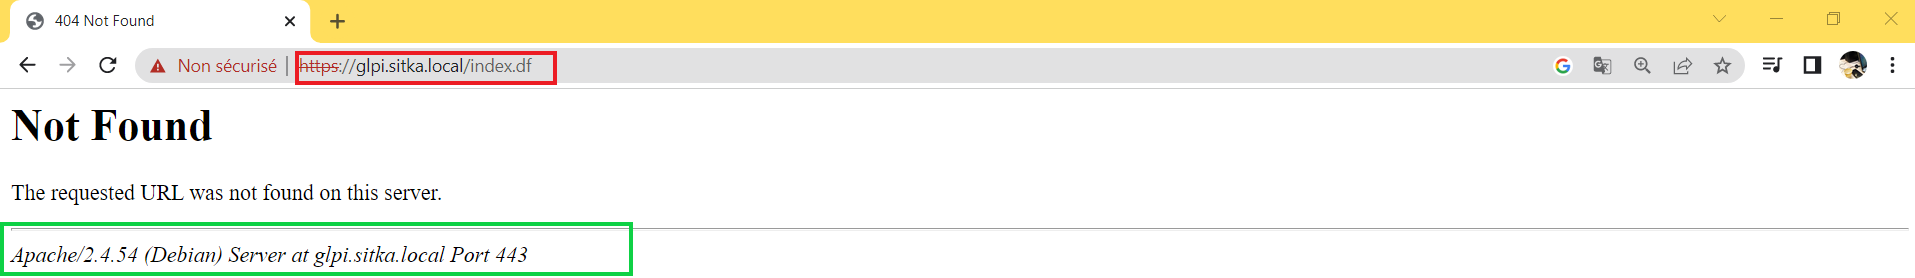 404 Not Found
Non sécurisé https://glpi.sitka.local/index.df
Not Found
The requested URL was not found on this server.
Apache/2.4.54 (Debian) Server at glpi.sitka.local Port 443